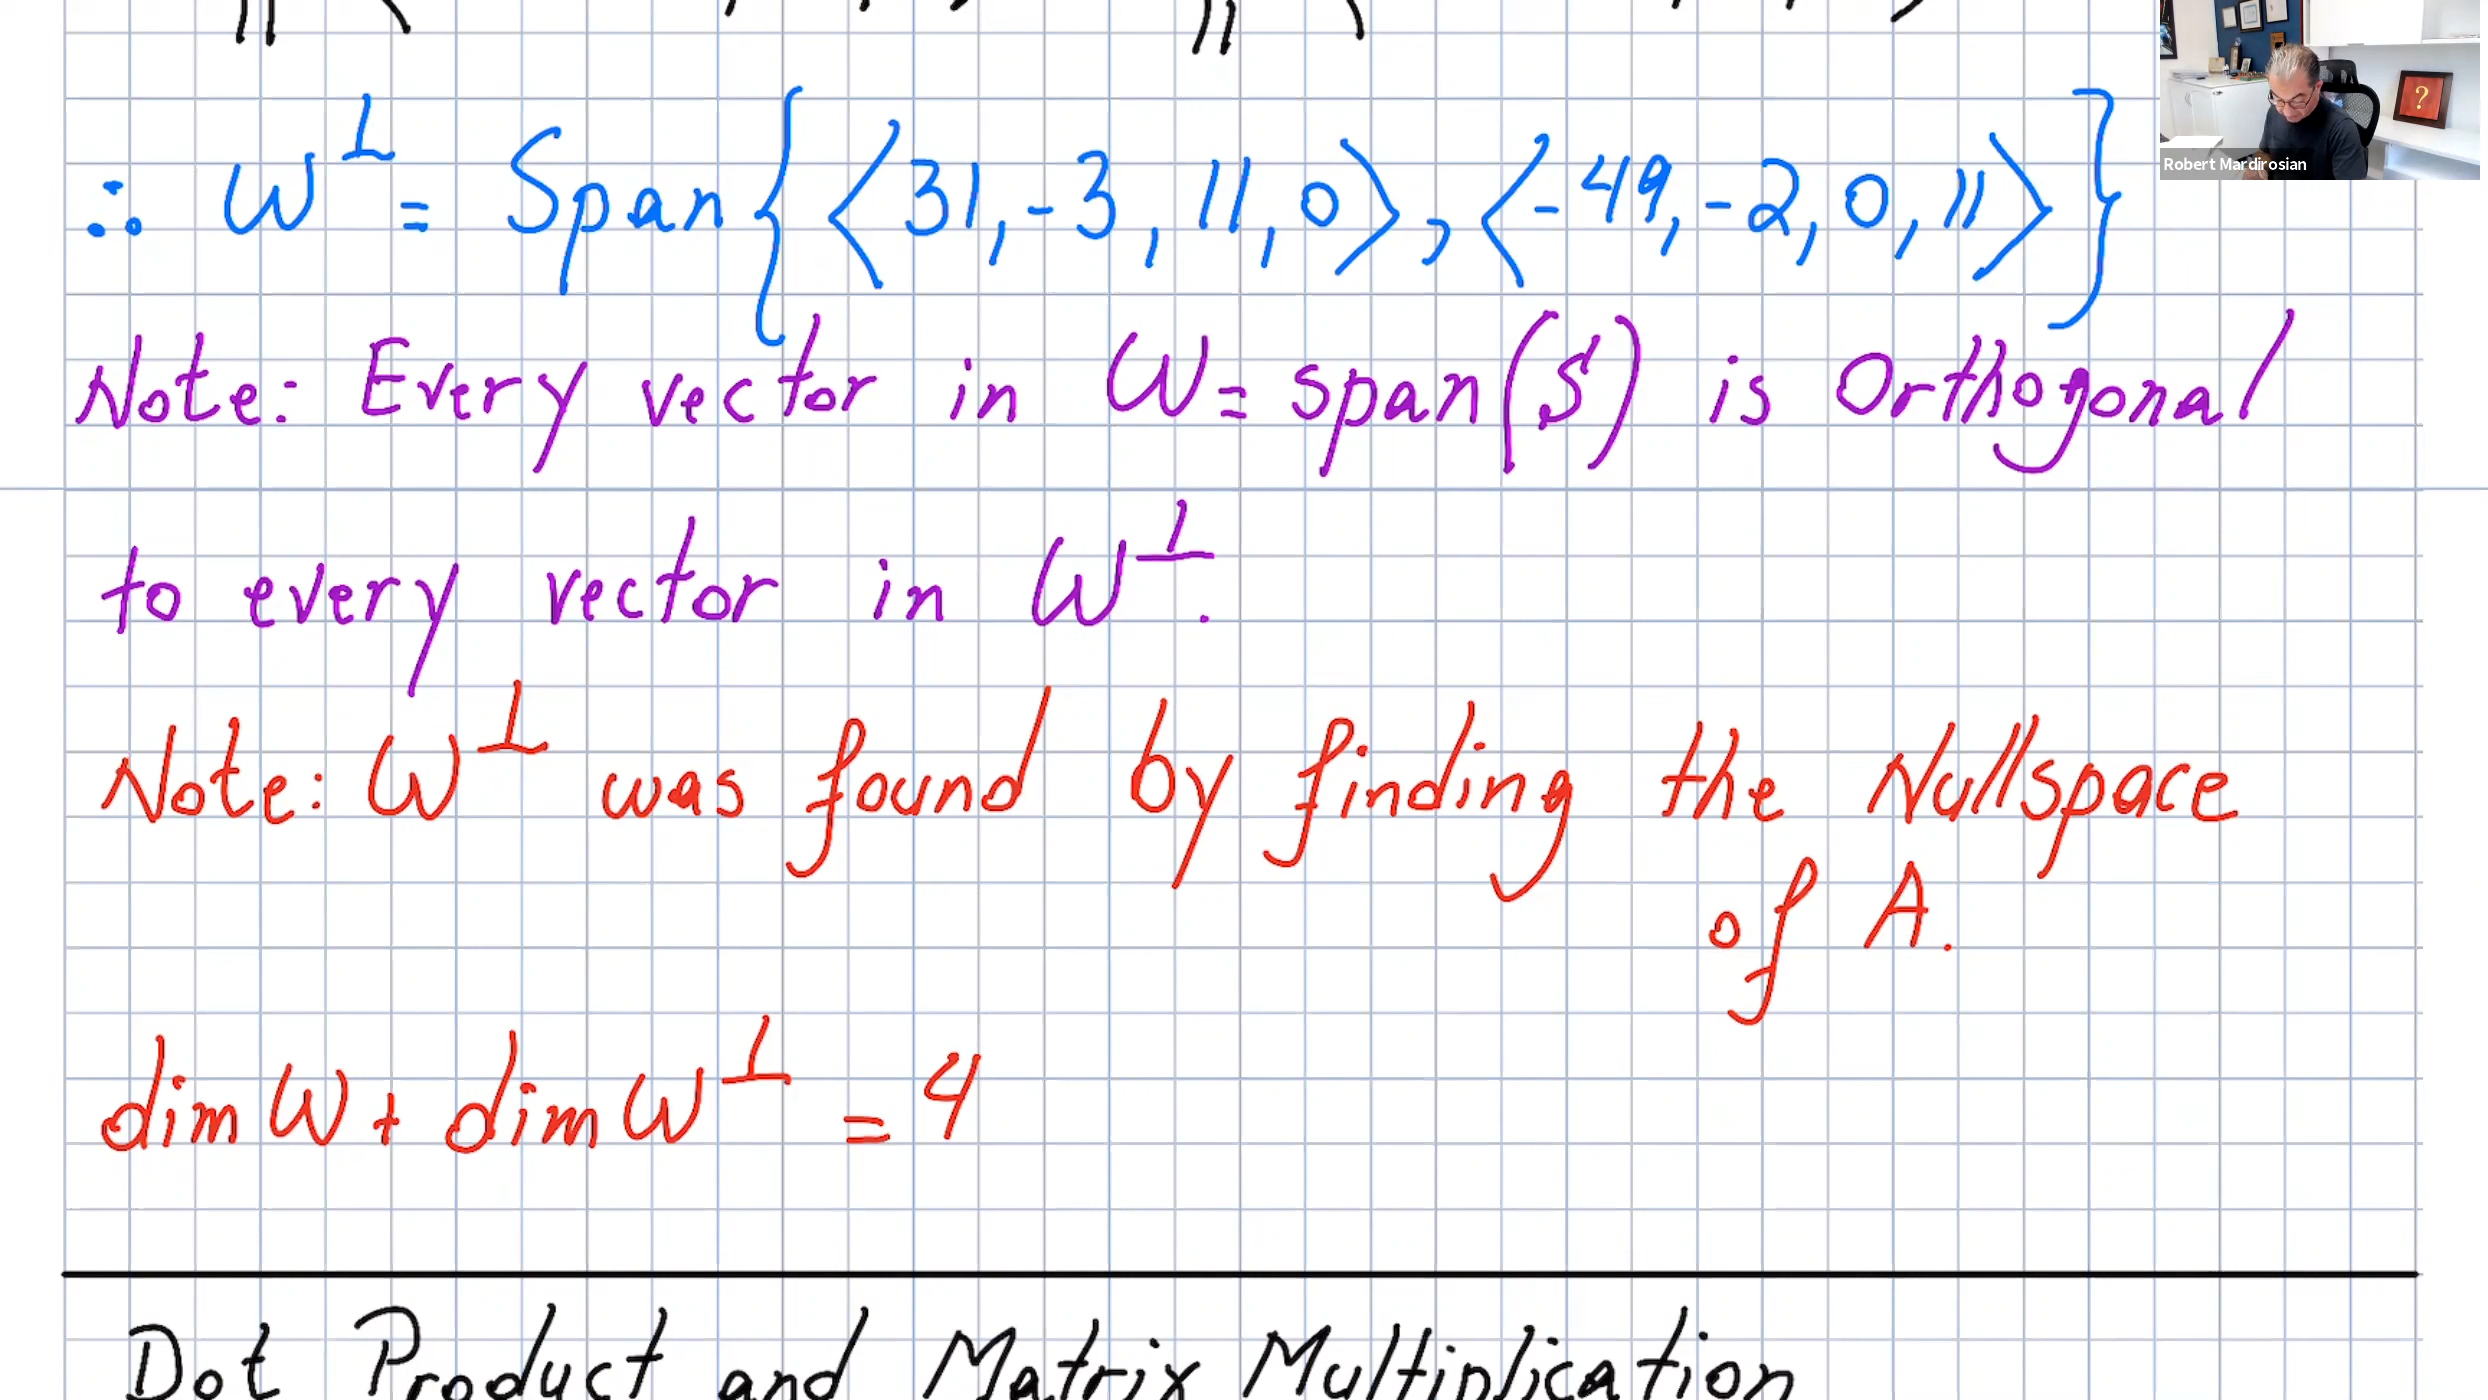 ∴ W^⊥ = Span{⟨31, -3, 11, 0⟩, ⟨-49, -2, 0, 11⟩}
Robert Mardirosian
?
Note: Every vector in W = span(S) is Orthogonal
to every vector in W^⊥.
Note: W^⊥ was found by finding the Nullspace
of A.
dim W + dim W^⊥ = 4
Dot Product and Matrix Multiplication